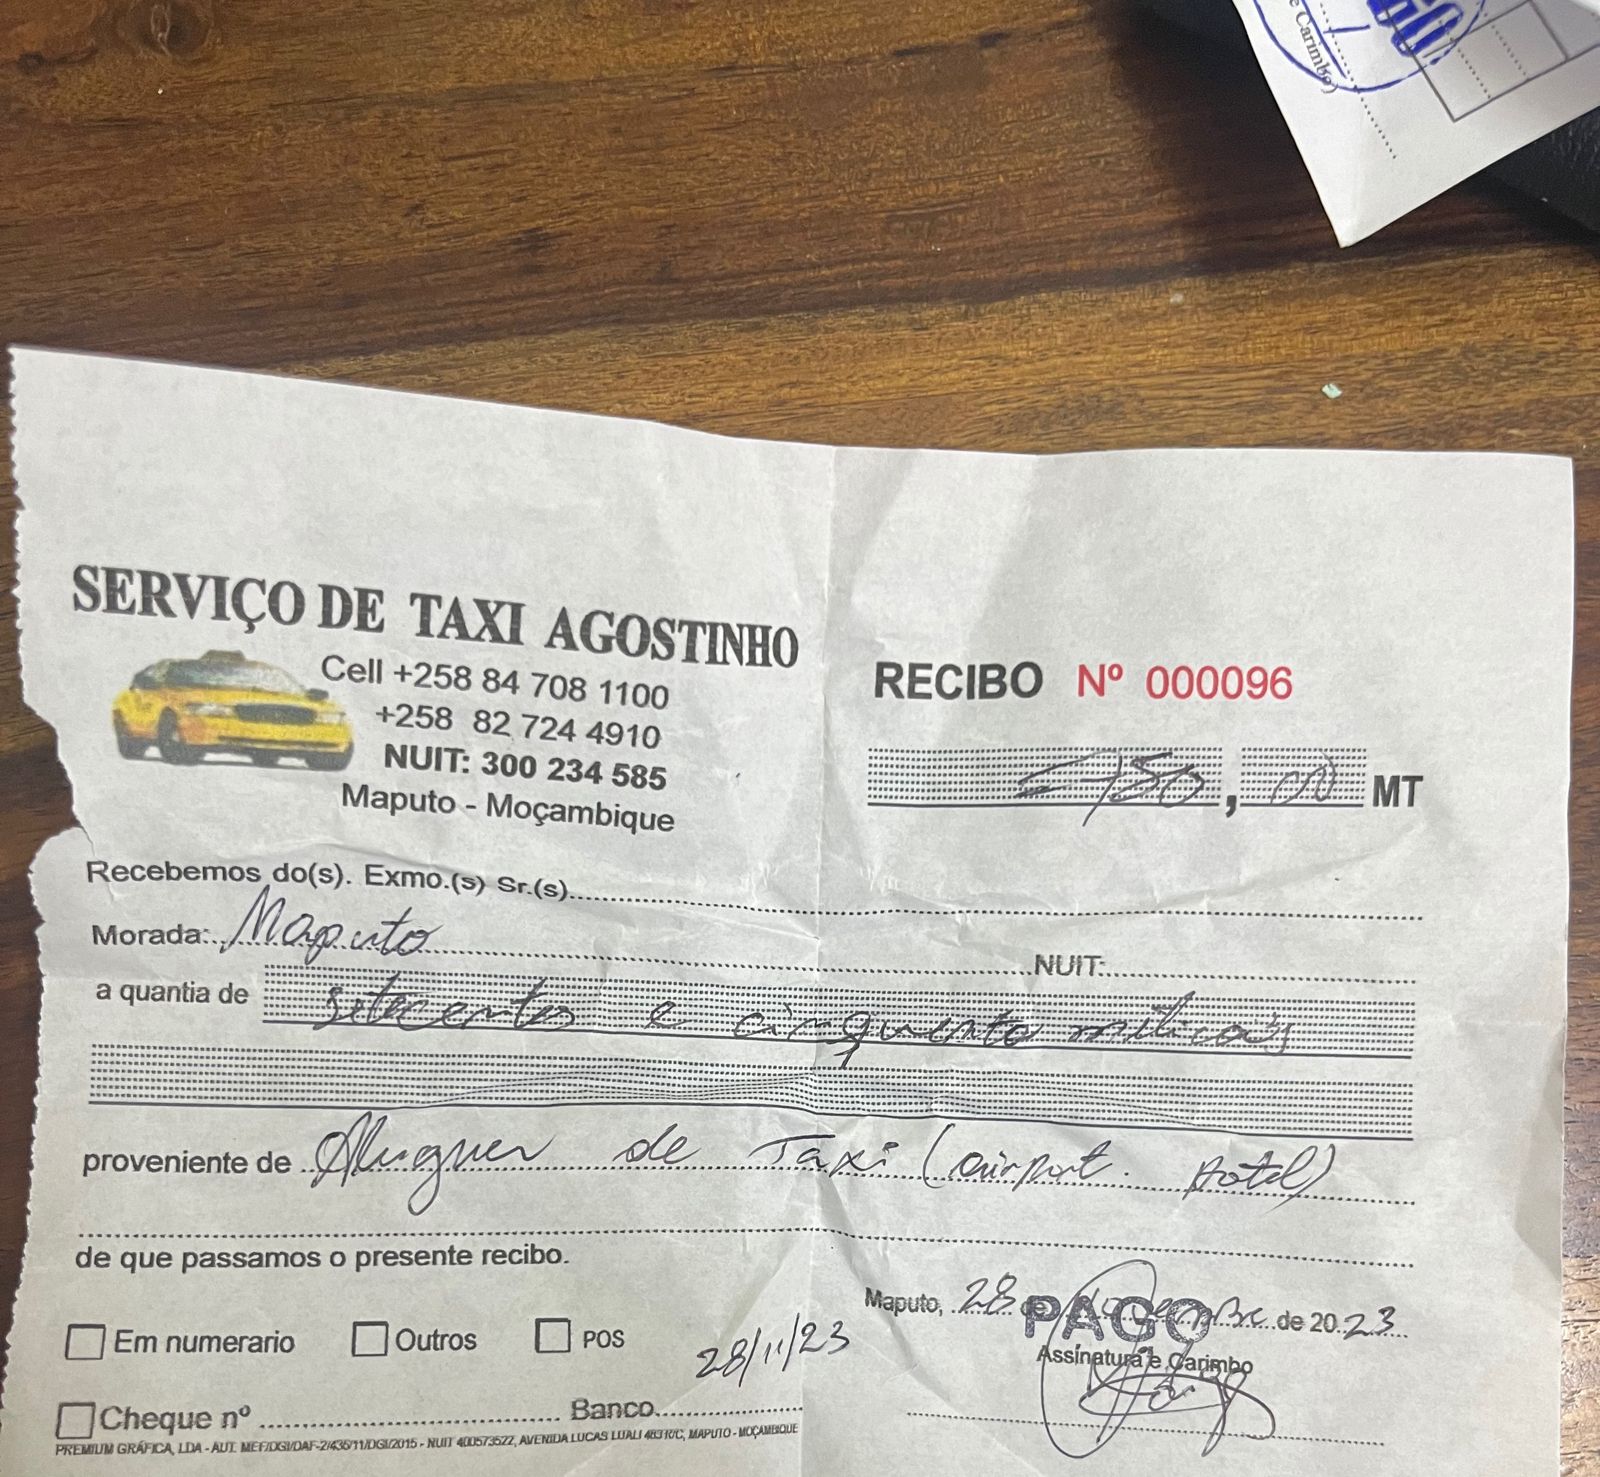 e Carimbo)
SERVIÇO DE TAXI AGOSTINHO
Cell +258 84 708 1100
+258 82 724 4910
NUIT: 300 234 585
Maputo - Moçambique
RECIBO Nº 000096
750,00 MT
Recebemos do(s). Exmo.(s) Sr.(s)
Morada: Maputo NUIT:
a quantia de setecentos e cinquenta meticais
proveniente de Aluguer de Taxi (airport. Hotel)
de que passamos o presente recibo.
Maputo, 28 de Novembro de 2023
PAGO
Assinatura e Carimbo
Em numerario Outros POS
28/11/23
Cheque nº Banco
PREMIUM GRÁFICA, LDA - AUT. MEF/DGI/DAF-2/435/11/DGI/2015 - NUIT 400573522, AVENIDA LUCAS LUALI 483 R/C, MAPUTO - MOÇAMBIQUE